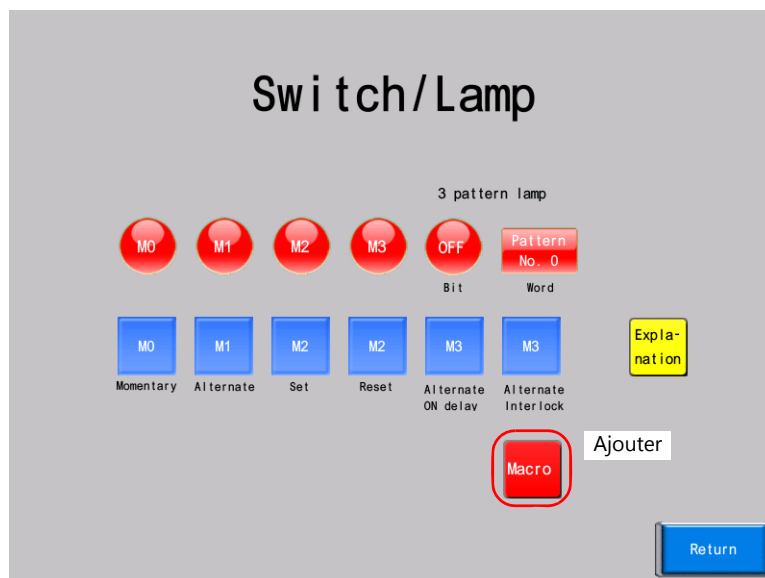 Switch/Lamp
3 pattern lamp
M0 M1 M2 M3 OFF Pattern
No. 0
Bit Word
M0 M1 M2 M2 M3 M3
Expla-
nation
Momentary Alternate Set Reset Alternate Alternate
ON delay Interlock
Macro
Ajouter
Return